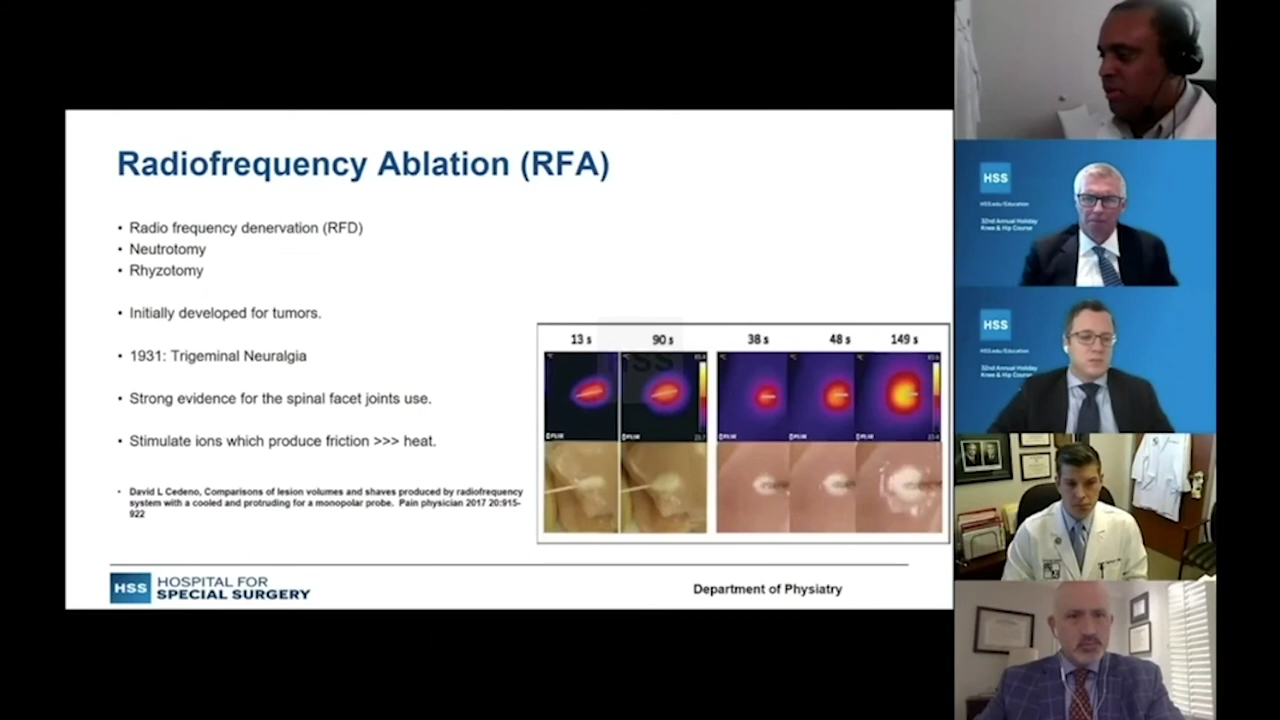 Radiofrequency Ablation (RFA)
• Radio frequency denervation (RFD)
• Neutrotomy
• Rhyzotomy
• Initially developed for tumors.
• 1931: Trigeminal Neuralgia
• Strong evidence for the spinal facet joints use.
• Stimulate ions which produce friction >>> heat.
• David L Cedeno, Comparisons of lesion volumes and shaves produced by radiofrequency
system with a cooled and protruding for a monopolar probe. Pain physician 2017 20:915-
922
13 s 90 s 38 s 48 s 149 s
HSS
HSS HOSPITAL FOR
SPECIAL SURGERY
Department of Physiatry
HSS
HSS.edu/Education
32nd Annual Holiday
Knee & Hip Course
HSS
HSS.edu/Education
32nd Annual Holiday
Knee & Hip Course